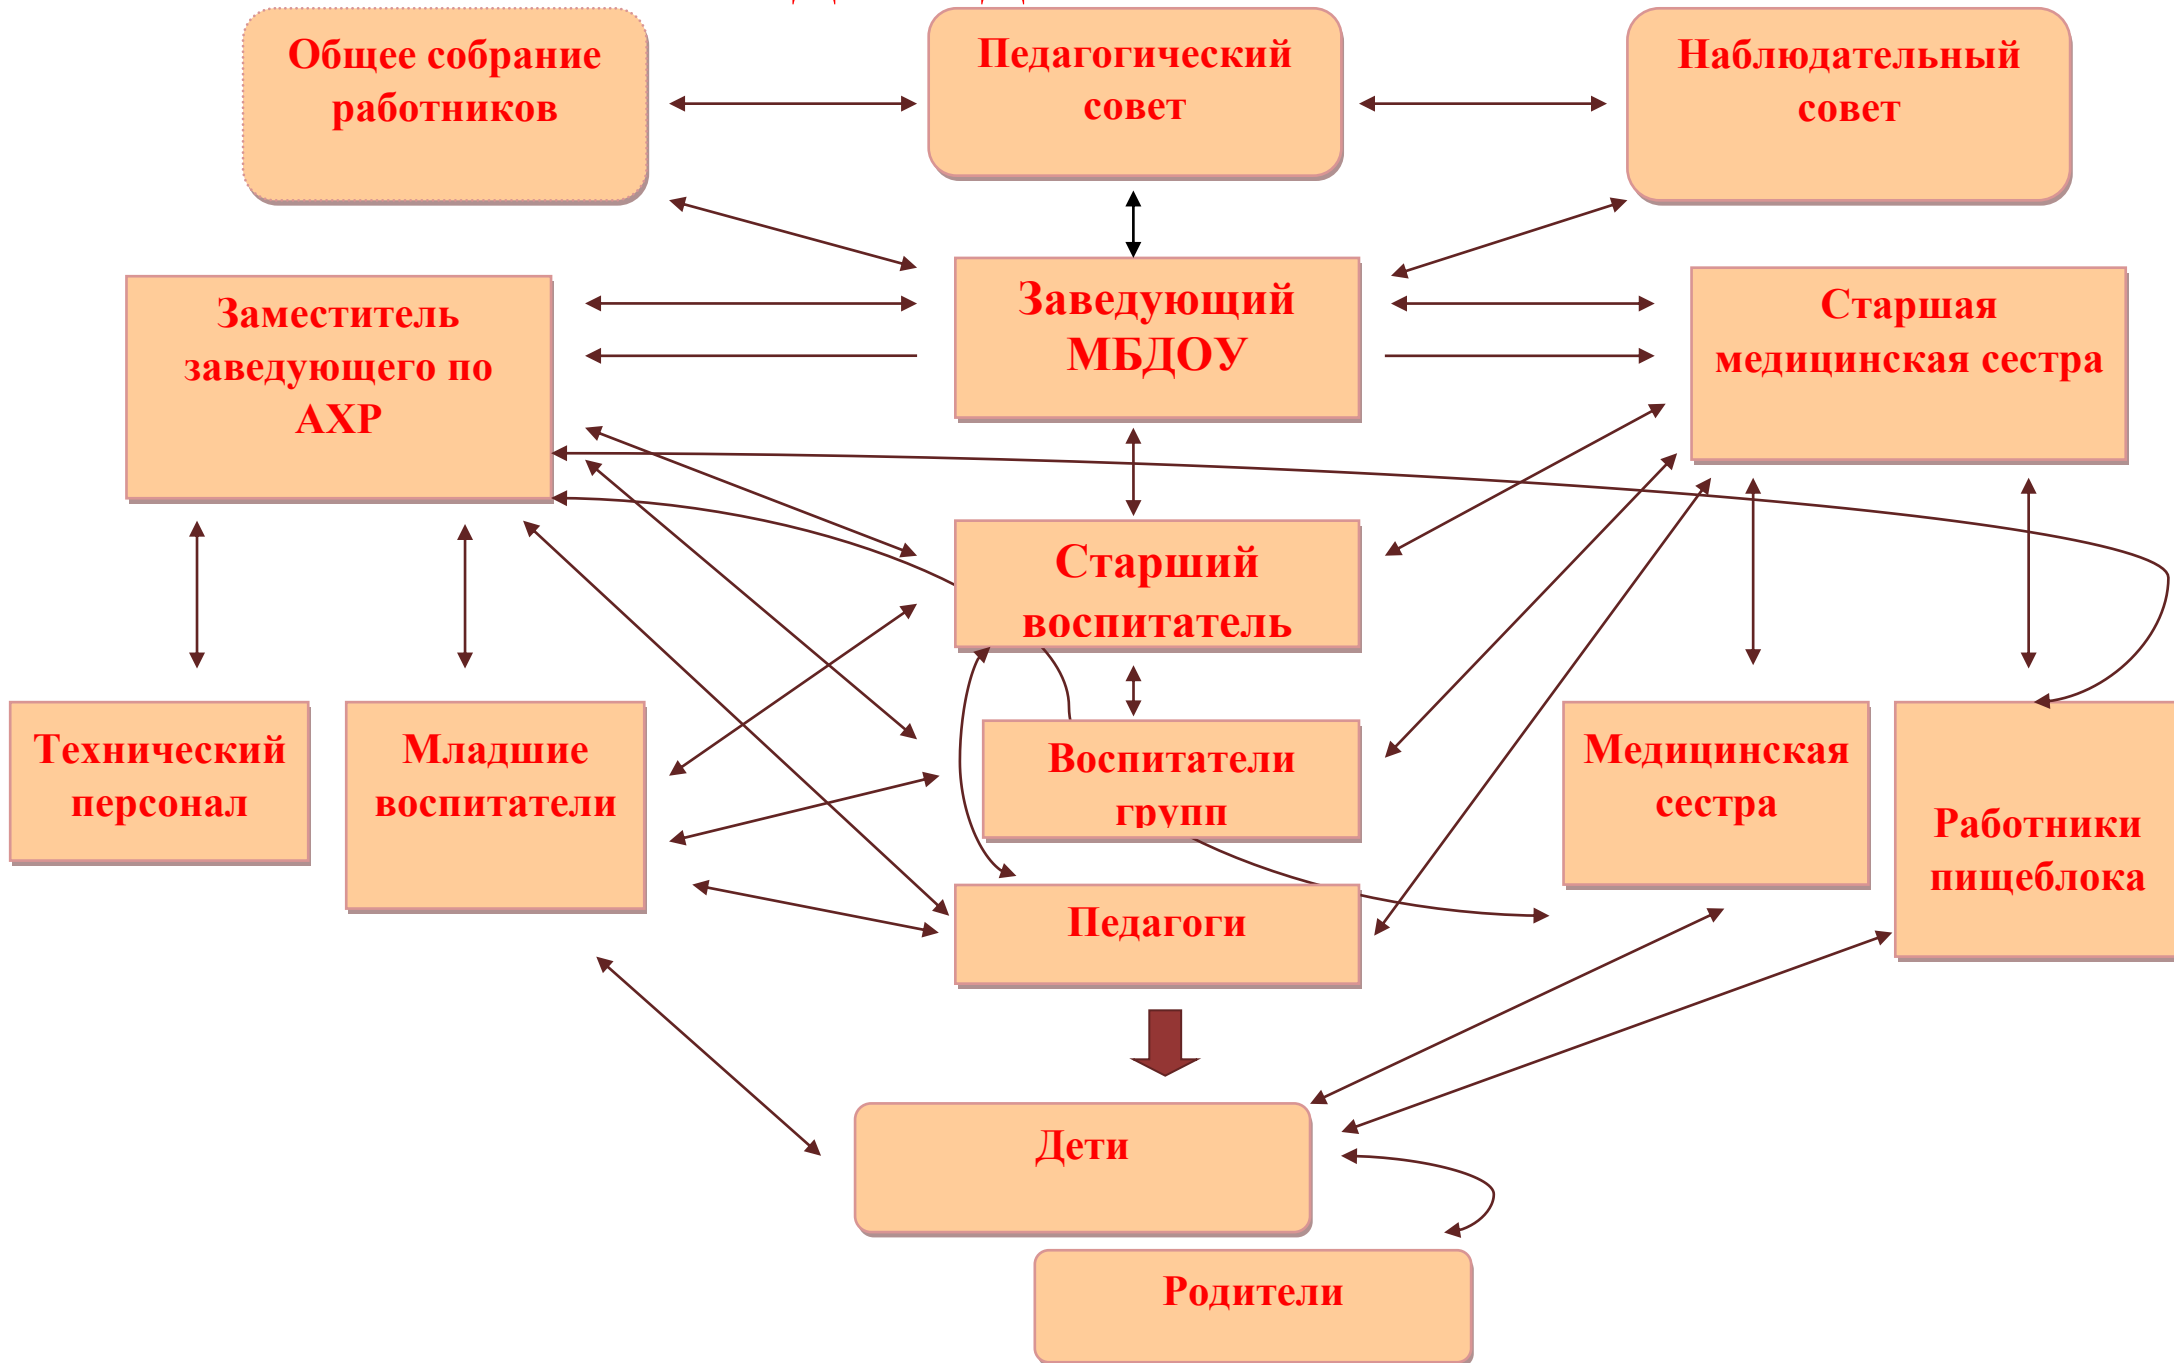 Общее собрание
работников
Педагогический
совет
Наблюдательный
совет
Заместитель
заведующего по
АХР
Заведующий
МБДОУ
Старшая
медицинская сестра
Старший
воспитатель
Технический
персонал
Младшие
воспитатели
Воспитатели
групп
Медицинская
сестра
Работники
пищеблока
Педагоги
Дети
Родители